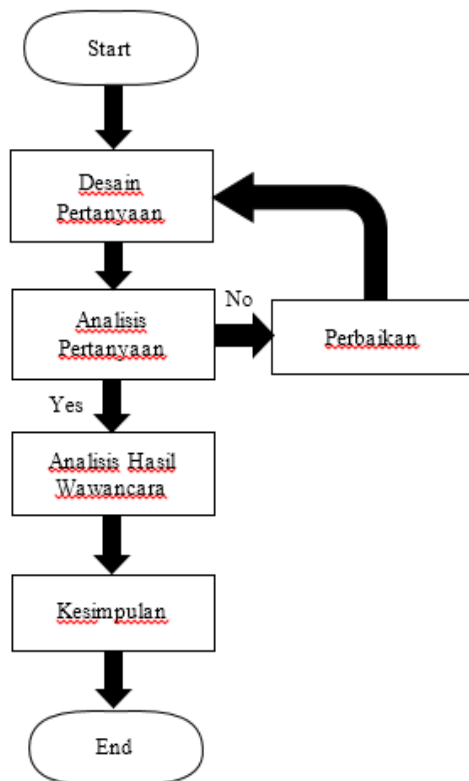 Start
Desain
Pertanyaan
Analisis
Pertanyaan
No
Perbaikan
Yes
Analisis Hasil
Wawancara
Kesimpulan
End